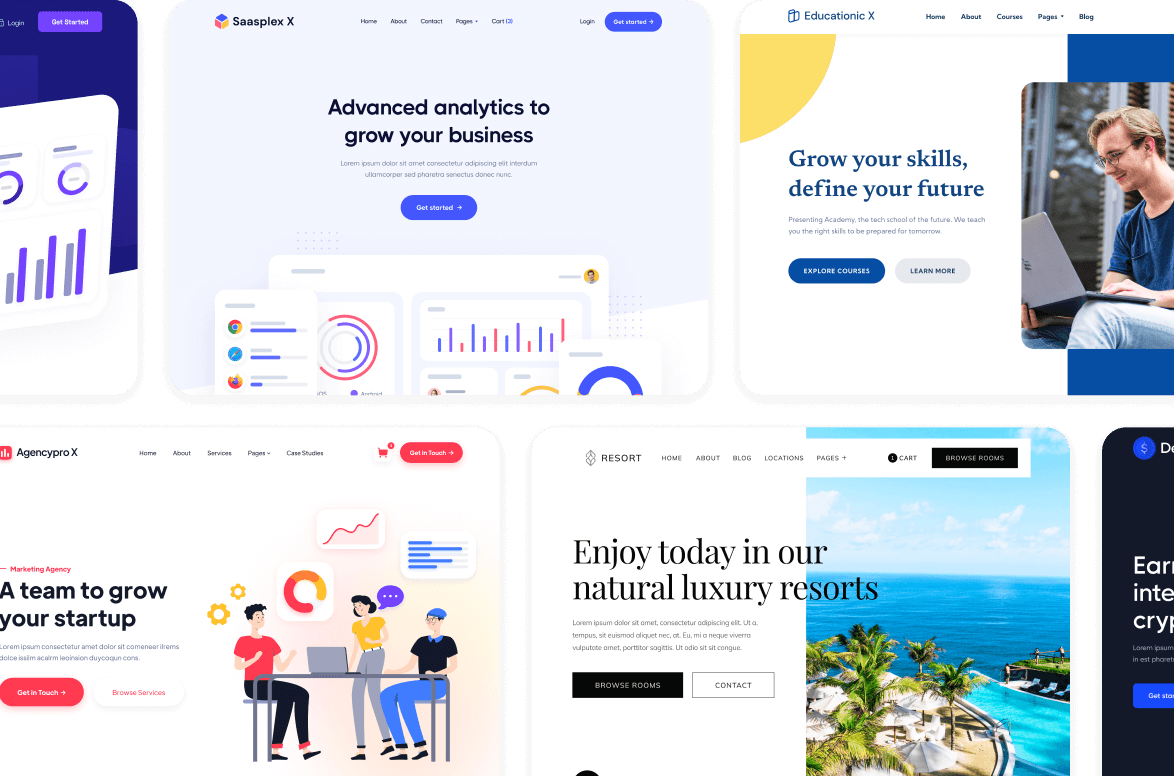 Login
Get Started
Saasplex X
Home
About
Contact
Pages
Cart (3)
Login
Get started →
Advanced analytics to
grow your business
Lorem ipsum dolor sit amet consectetur adipiscing elit interdum
ullamcorper sed pharetra senectus donec nunc.
Get started →
iOS
Android
Educationic X
Home
About
Courses
Pages
Blog
Grow your skills,
define your future
Presenting Academy, the tech school of the future. We teach
you the right skills to be prepared for tomorrow.
EXPLORE COURSES
LEARN MORE
Agencypro X
Home
About
Services
Pages
Case Studies
Get in Touch →
Marketing Agency
A team to grow
your startup
Lorem ipsum consectetur amet dolor sit comeneer ilrems
dolce issilm acalrm leoinsion duycoqun cons.
Get in Touch →
Browse Services
RESORT
HOME
ABOUT
BLOG
LOCATIONS
PAGES +
1 CART
BROWSE ROOMS
Enjoy today in our
natural luxury resorts
Lorem ipsum dolor sit amet, consectetur adipiscing elit. Ut a.
tempus, sit euismod aliquet nec, at. Eu, mi a neque viverra
vulputate amet, porttitor sagittis. Ut odio sit sit congue.
BROWSE ROOMS
CONTACT
$
De
Earn
inte
cryp
Lorem ipsum
in est pharet
Get star